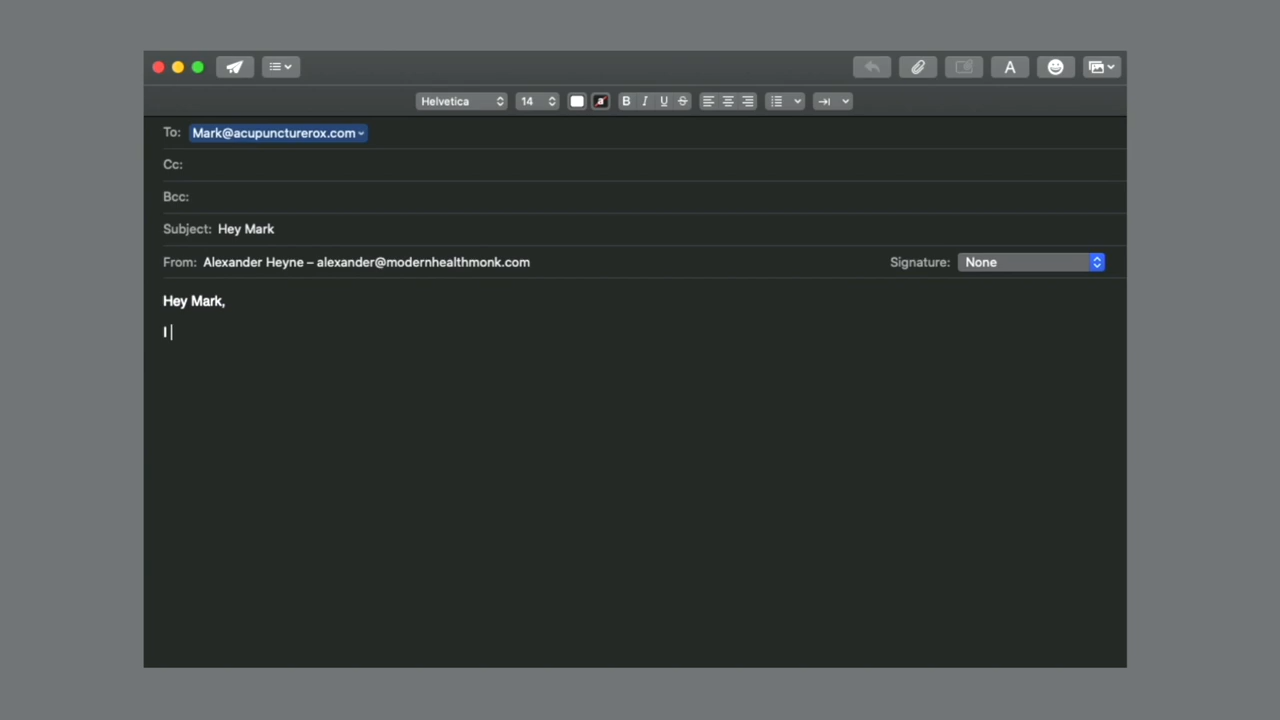 Helvetica 14 B I U S
To: Mark@acupuncturerox.com
Cc:
Bcc:
Subject: Hey Mark
From: Alexander Heyne – alexander@modernhealthmonk.com Signature: None
Hey Mark,
I